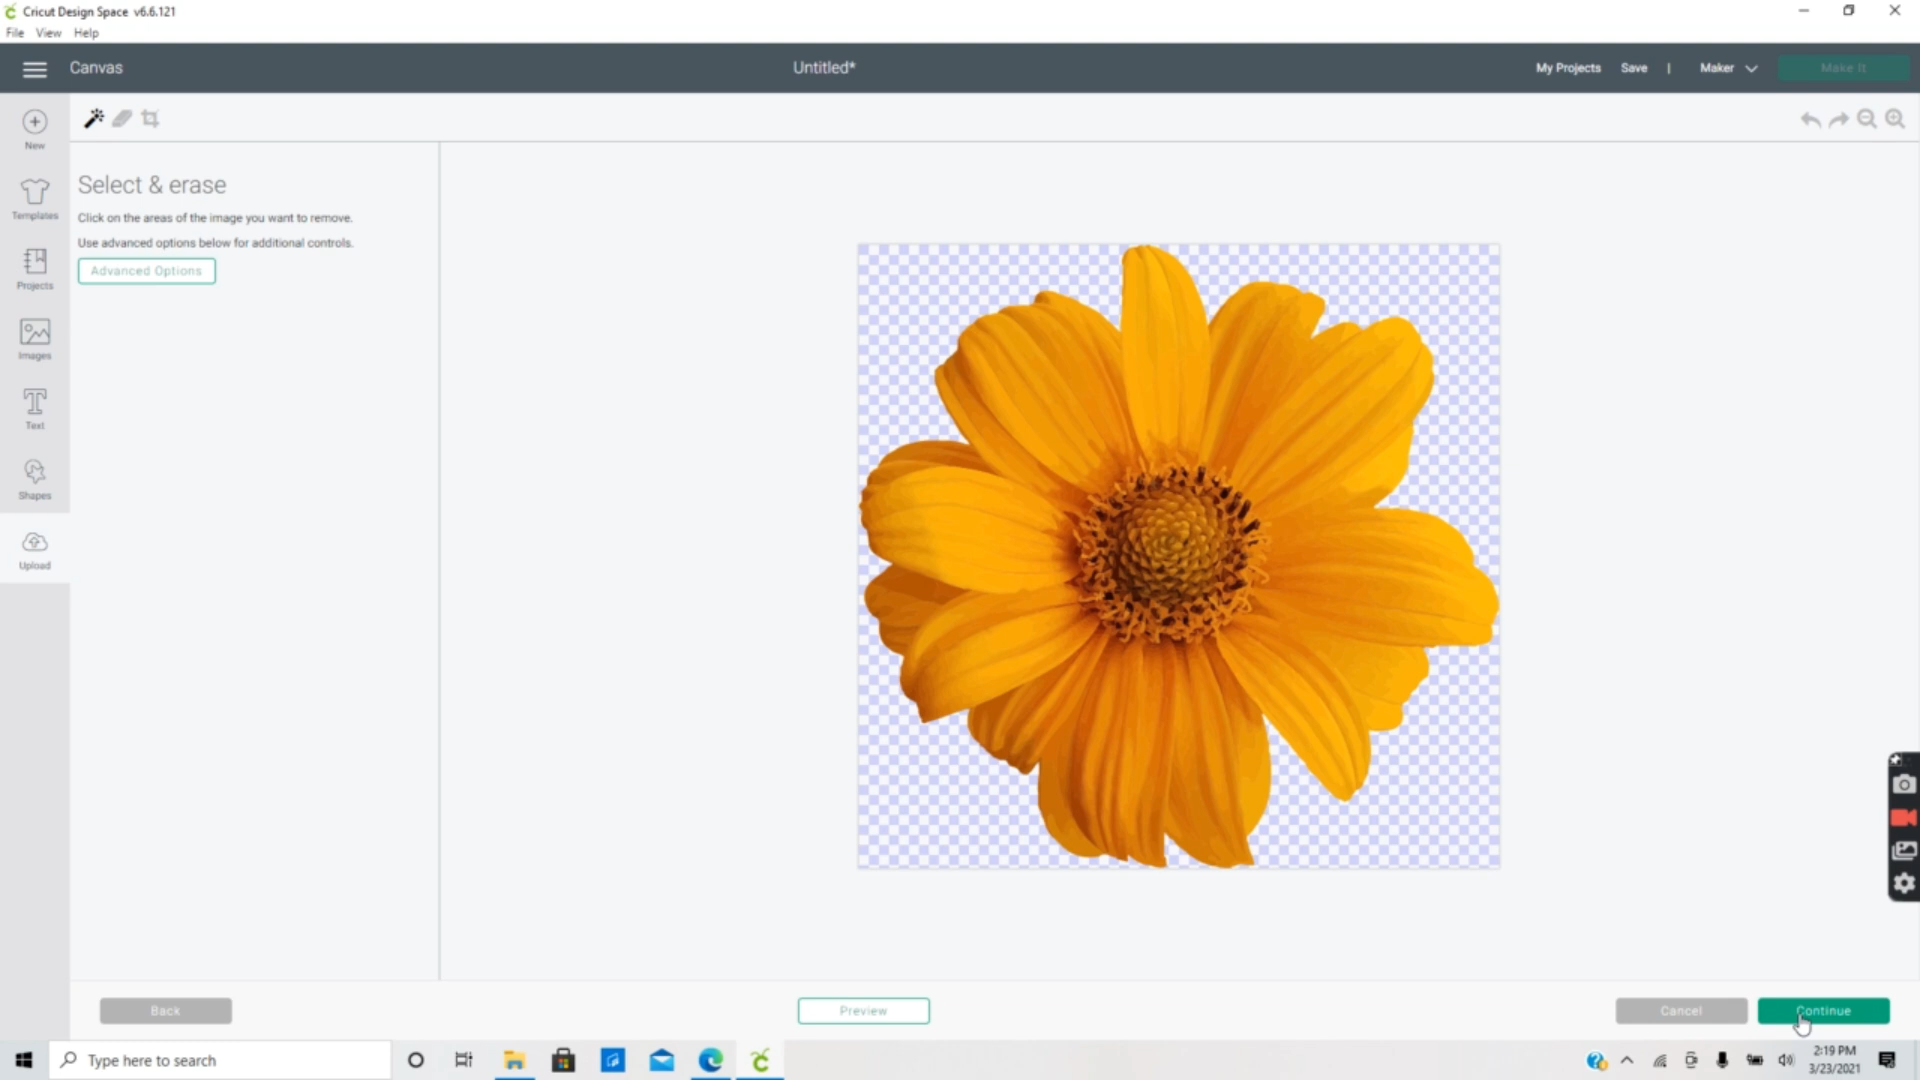 Cricut Design Space v6.6.121
File View Help
Canvas
Untitled*
My Projects Save | Maker
Make It
New
Templates
Projects
Images
Text
Shapes
Upload
Select & erase
Click on the areas of the image you want to remove.
Use advanced options below for additional controls.
Advanced Options
Back
Preview
Cancel
Continue
Type here to search
2:19 PM
3/23/2021